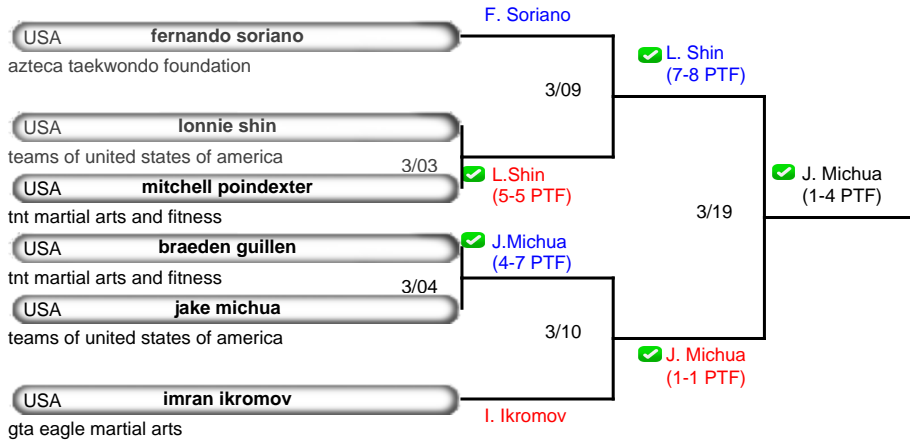 F. Soriano
USA fernando soriano
azteca taekwondo foundation
L. Shin
(7-8 PTF)
3/09
USA lonnie shin
teams of united states of america
3/03
L.Shin
(5-5 PTF)
USA mitchell poindexter
tnt martial arts and fitness
J. Michua
(1-4 PTF)
3/19
USA braeden guillen
tnt martial arts and fitness
J.Michua
(4-7 PTF)
3/04
USA jake michua
teams of united states of america
3/10
J. Michua
(1-1 PTF)
USA imran ikromov
gta eagle martial arts
I. Ikromov